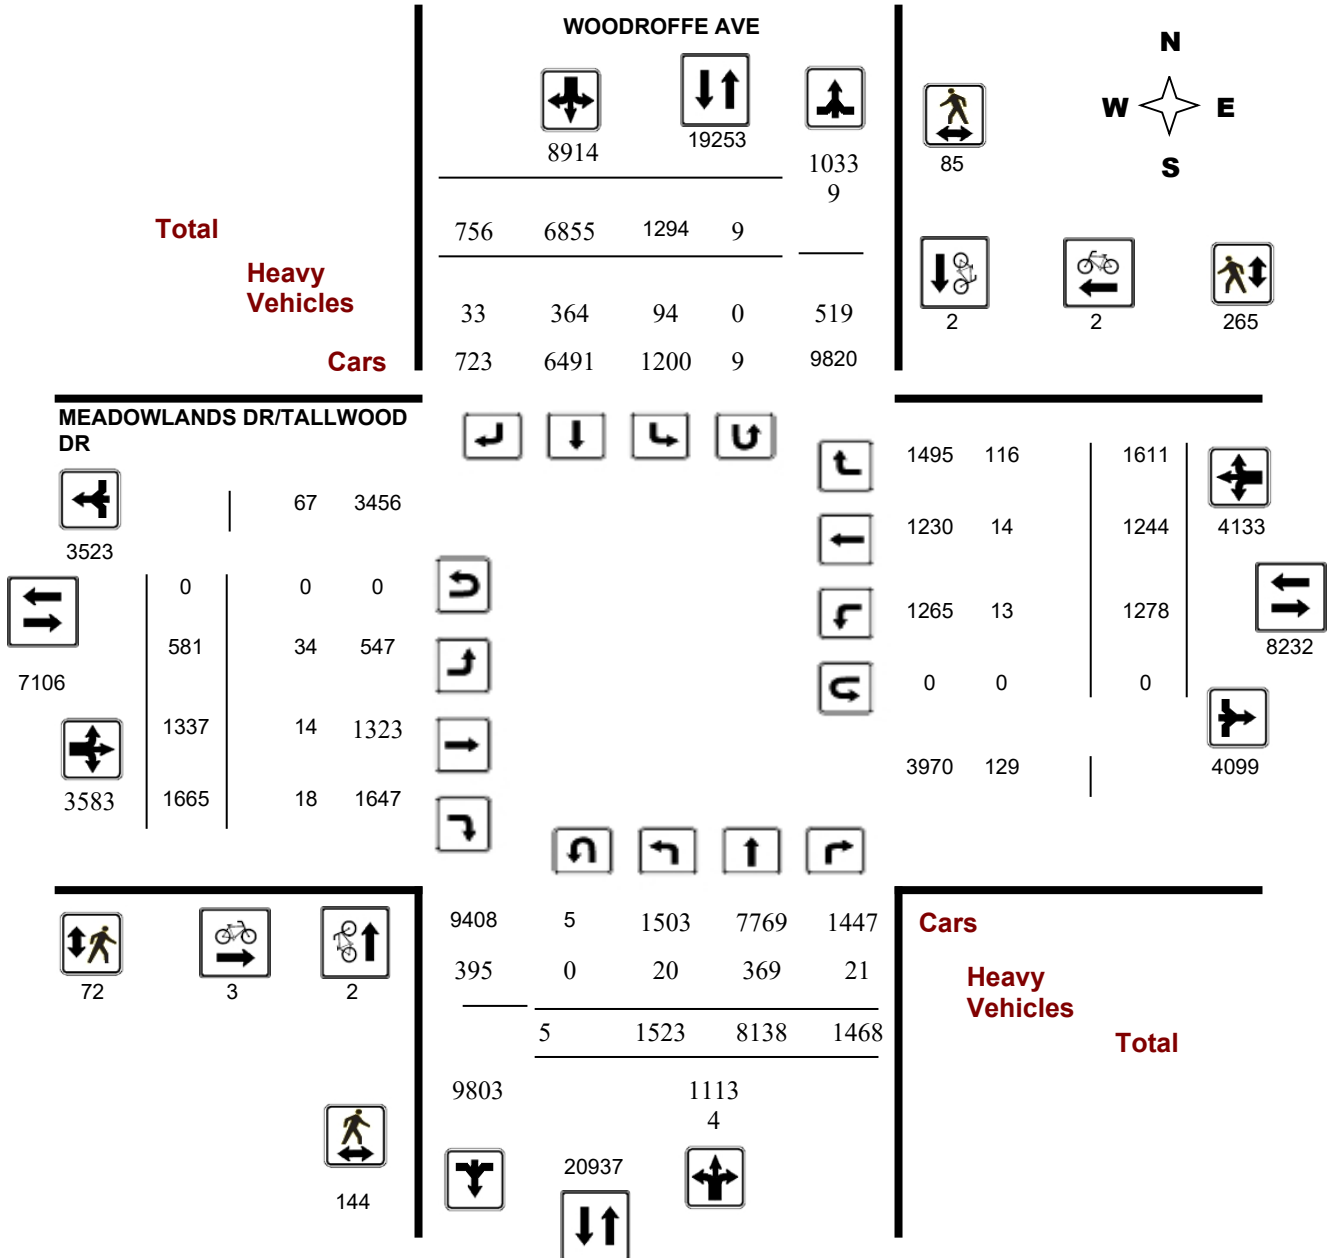 WOODROFFE AVE
N
W E
S
8914 19253 1033
9
85
Total 756 6855 1294 9
Heavy
Vehicles 33 364 94 0 519
2 2 265
Cars 723 6491 1200 9 9820
MEADOWLANDS DR/TALLWOOD
DR
1495 116 1611
67 3456
3523
1230 14 1244 4133
0 0 0
1265 13 1278
581 34 547
8232
7106
0 0 0
1337 14 1323
3970 129 4099
3583 1665 18 1647
9408 5 1503 7769 1447 Cars
395 0 20 369 21 Heavy
Vehicles
72 3 2
5 1523 8138 1468 Total
9803 1113
4
20937
144